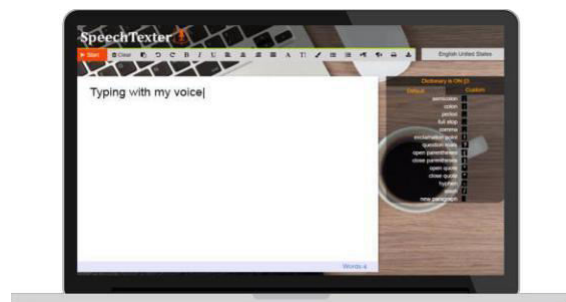 SpeechTexter
Start Clear B I U English United States
Typing with my voice
Dictionary is ON
Default Custom
semicolon
colon
period
full stop
comma
exclamation point
question mark
open parentheses
close parentheses
open quote
close quote
hyphen
new paragraph
Words: 4